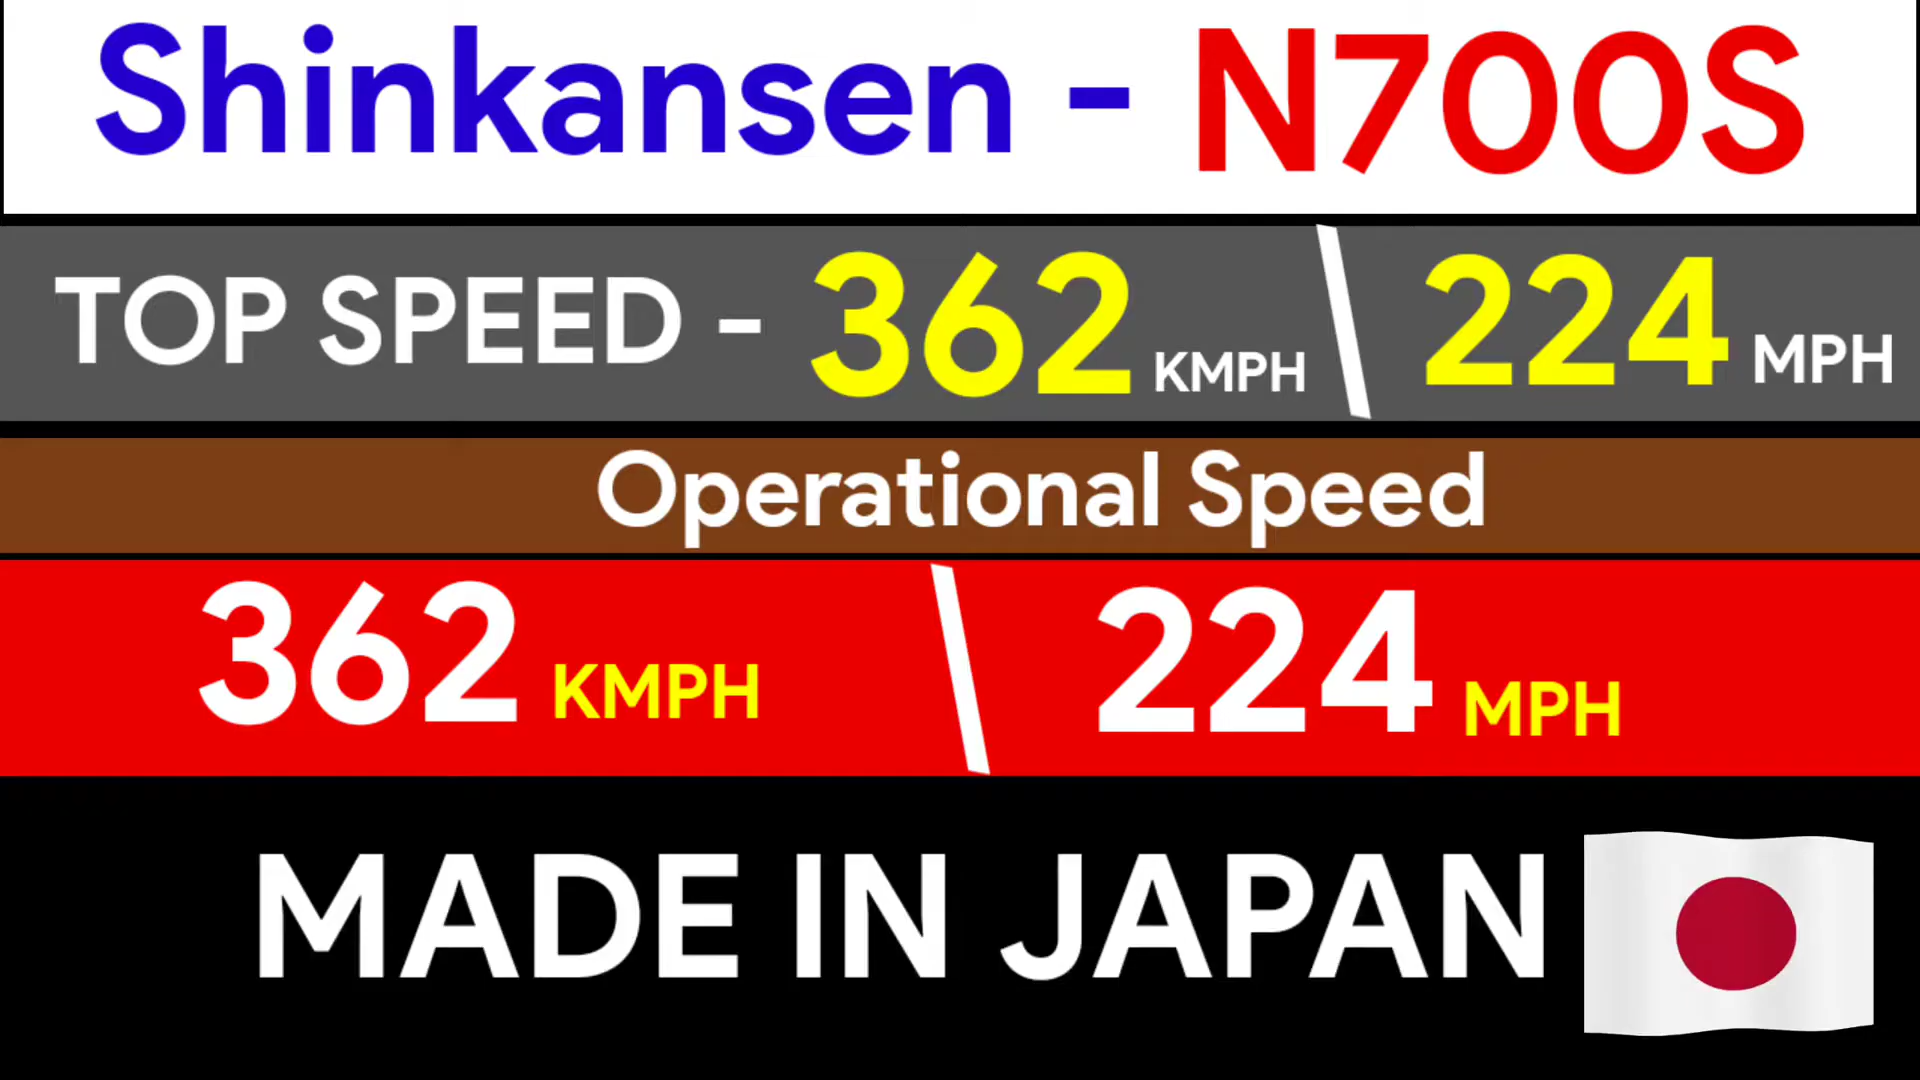 Shinkansen - N700S
TOP SPEED - 362 KMPH \ 224 MPH
Operational Speed
362 KMPH \ 224 MPH
MADE IN JAPAN